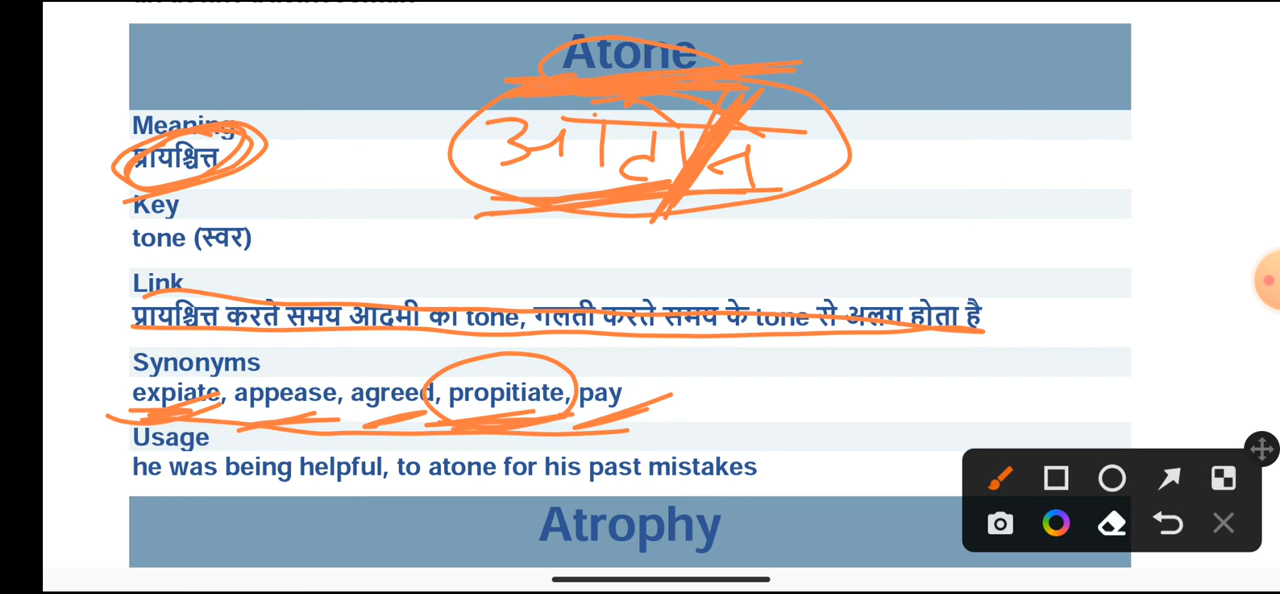 Atone
Meaning
प्रायश्चित्त
Key
tone (स्वर)
Link
प्रायश्चित्त करते समय आदमी का tone, गलती करते समय के tone से अलग होता है
Synonyms
expiate, appease, agreed, propitiate, pay
Usage
he was being helpful, to atone for his past mistakes
Atrophy